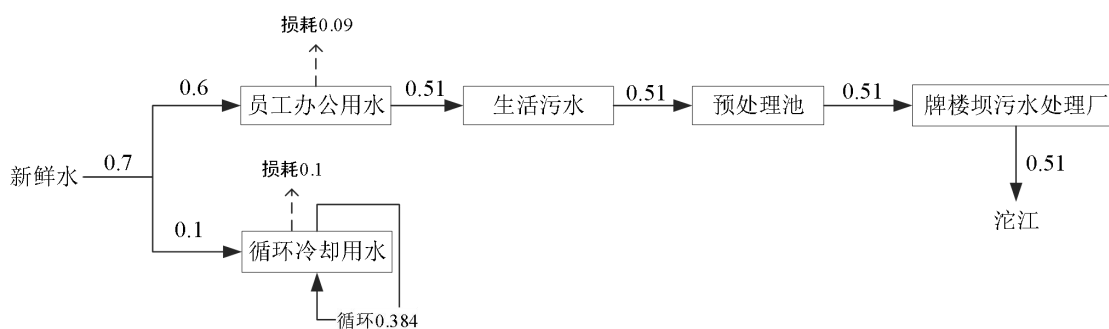 损耗0.09
0.6
员工办公用水
0.51
生活污水
0.51
预处理池
0.51
牌楼坝污水处理厂
0.51
沱江
新鲜水
0.7
损耗0.1
0.1
循环冷却用水
循环0.384